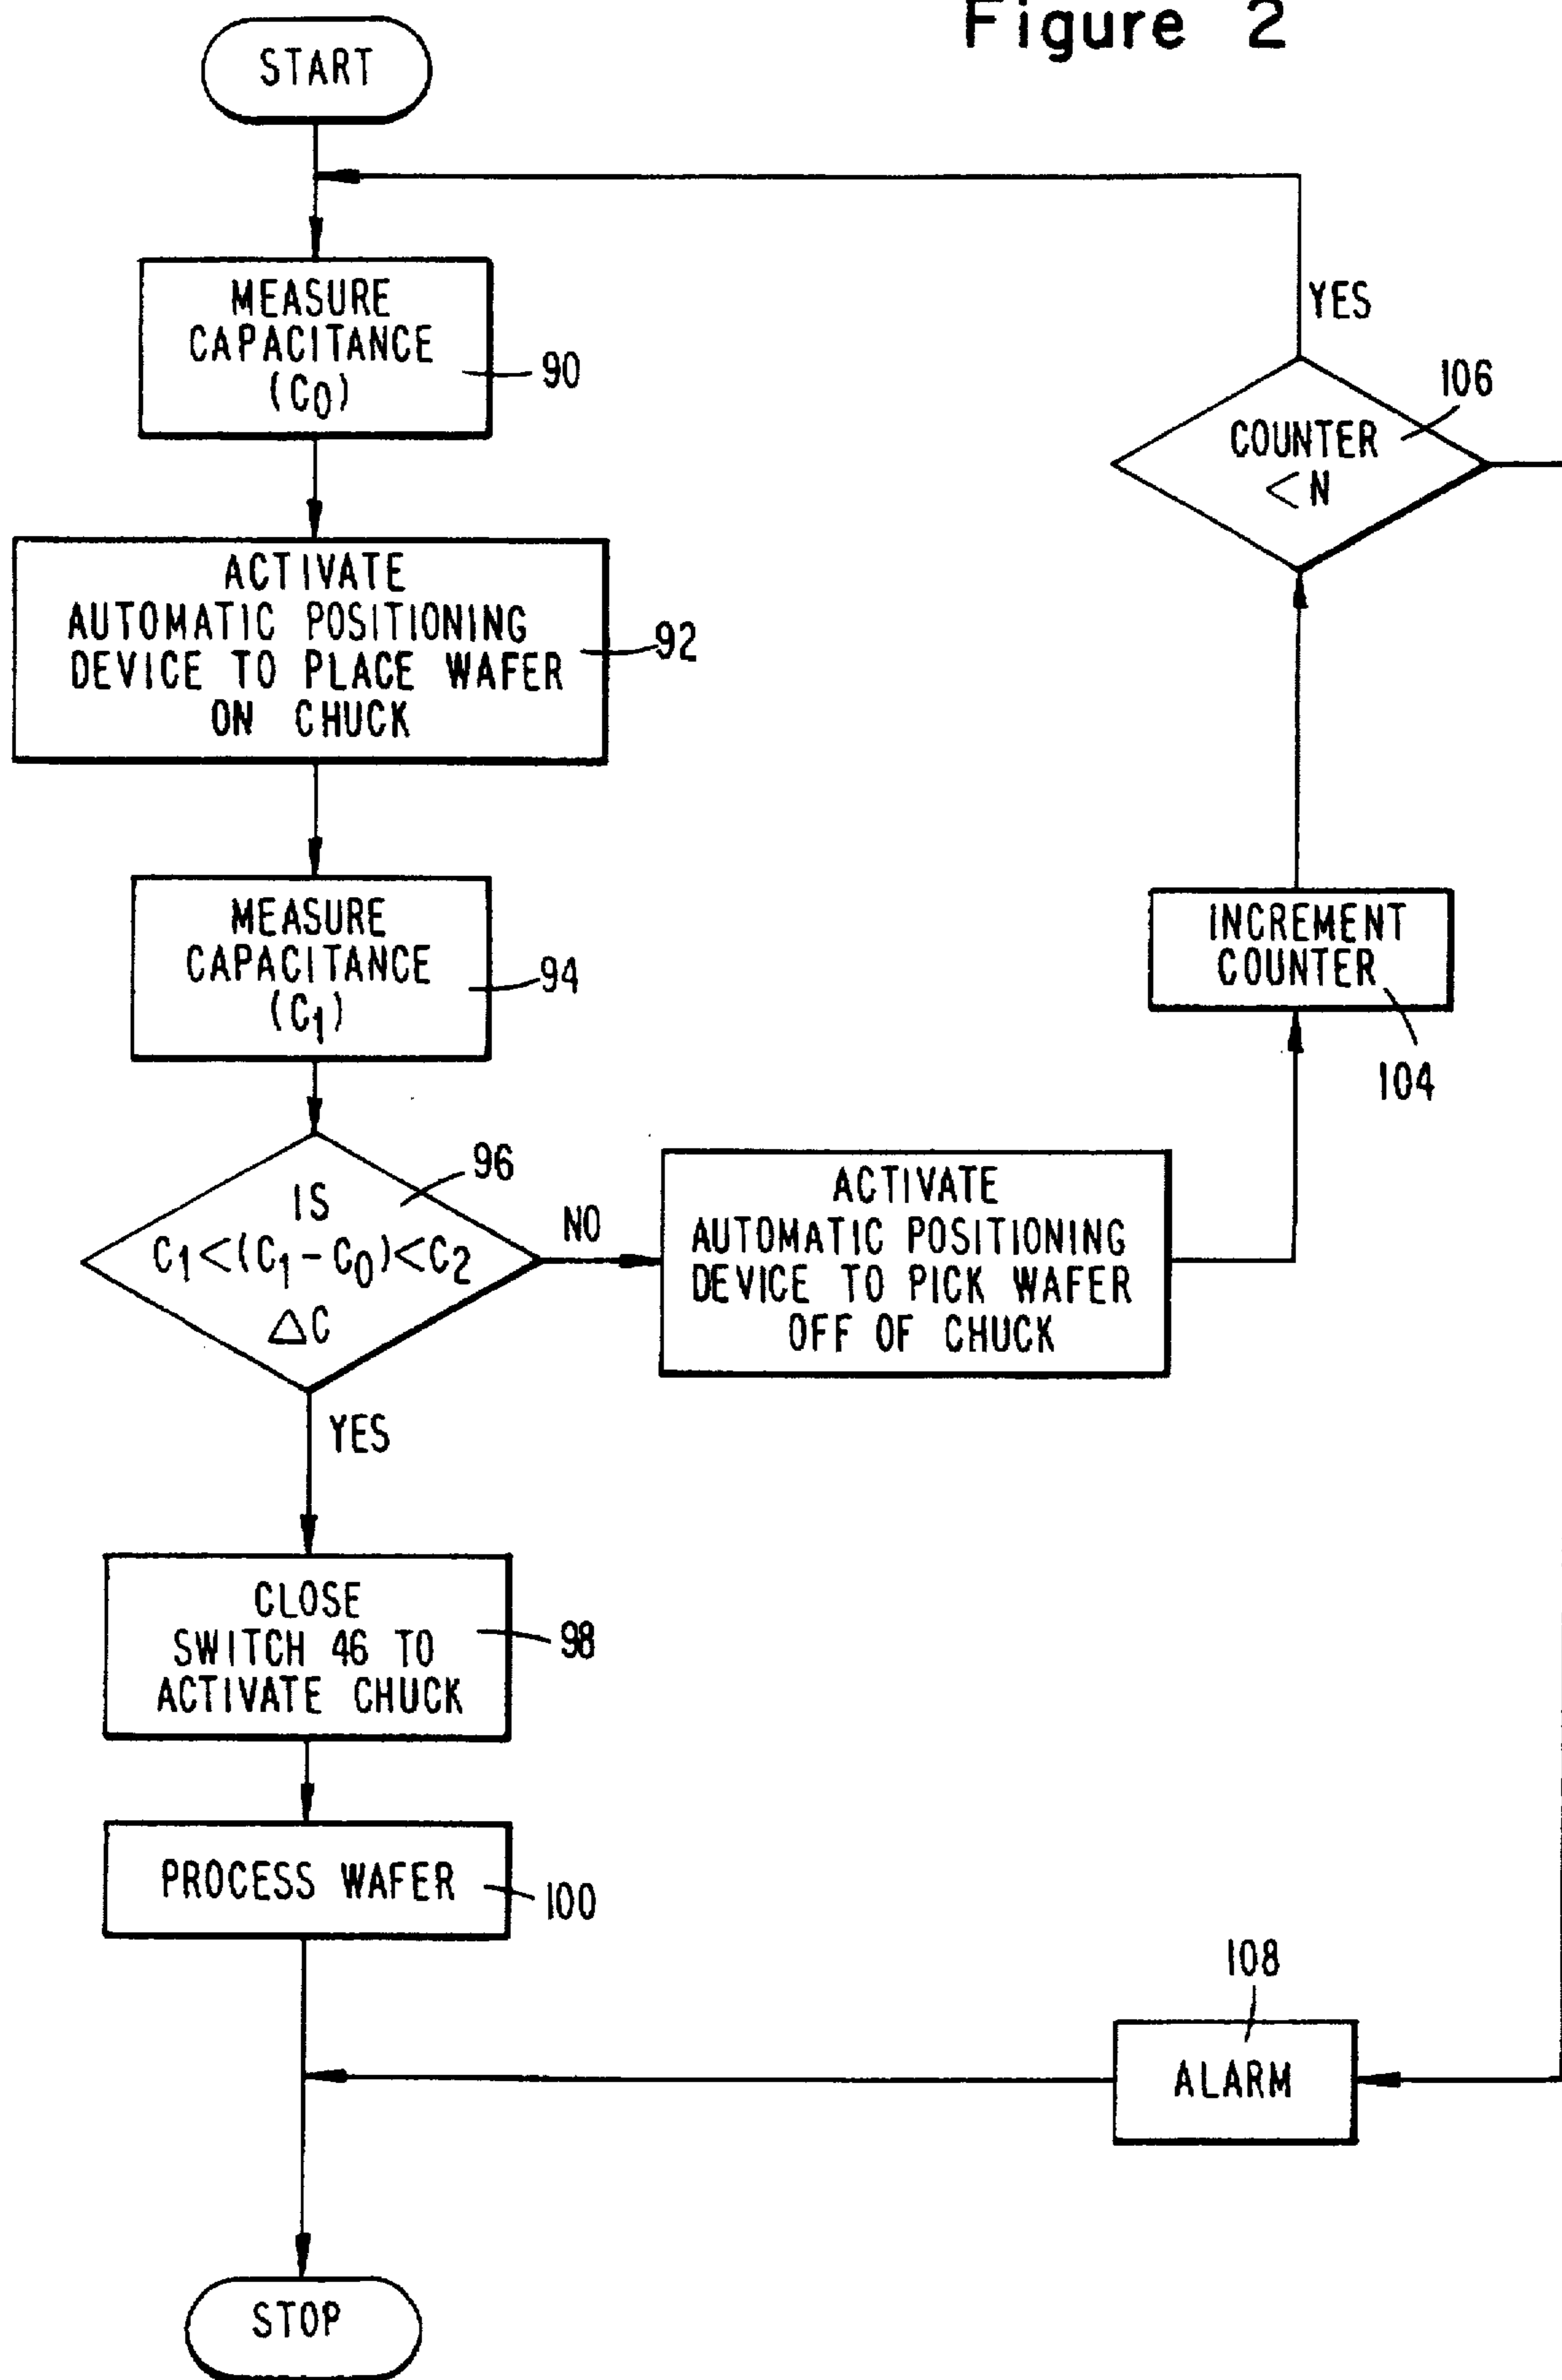 Figure 2
START
MEASURE
CAPACITANCE
(C0)
90
ACTIVATE
AUTOMATIC POSITIONING
DEVICE TO PLACE WAFER
ON CHUCK
92
MEASURE
CAPACITANCE
(C1)
94
IS
C1<(C1-C0)<C2
ΔC
96
NO
YES
ACTIVATE
AUTOMATIC POSITIONING
DEVICE TO PICK WAFER
OFF OF CHUCK
INCREMENT
COUNTER
104
COUNTER
<N
106
YES
CLOSE
SWITCH 46 TO
ACTIVATE CHUCK
98
PROCESS WAFER
100
108
ALARM
STOP